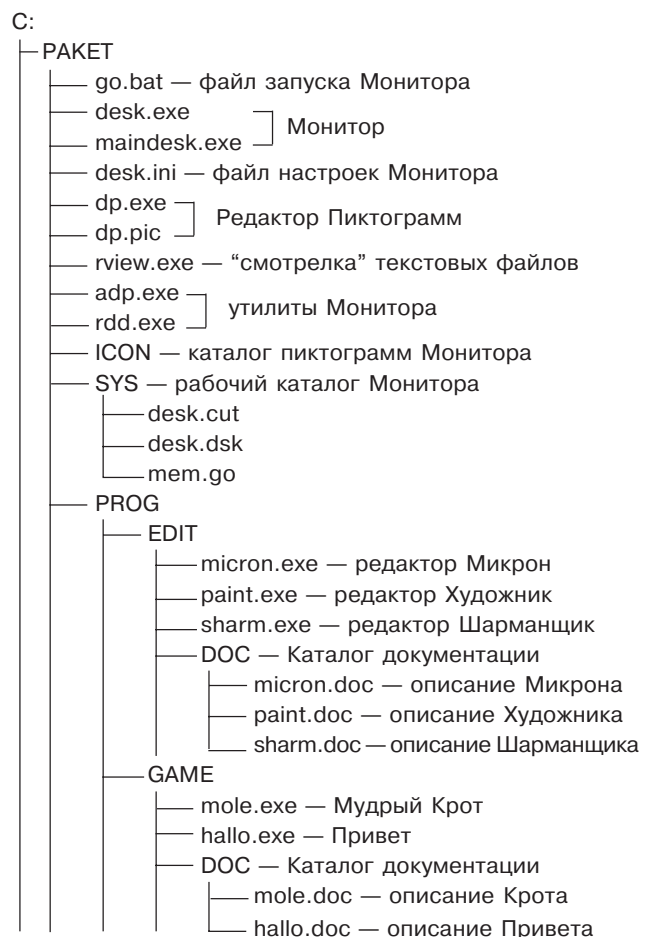 C:
PAKET
go.bat — файл запуска Монитора
desk.exe
Монитор
maindesk.exe
desk.ini — файл настроек Монитора
dp.exe
Редактор Пиктограмм
dp.pic
rview.exe — “смотрелка” текстовых файлов
adp.exe
утилиты Монитора
rdd.exe
ICON — каталог пиктограмм Монитора
SYS — рабочий каталог Монитора
desk.cut
desk.dsk
mem.go
PROG
EDIT
micron.exe — редактор Микрон
paint.exe — редактор Художник
sharm.exe — редактор Шарманщик
DOC — Каталог документации
micron.doc — описание Микрона
paint.doc — описание Художника
sharm.doc — описание Шарманщика
GAME
mole.exe — Мудрый Крот
hallo.exe — Привет
DOC — Каталог документации
mole.doc — описание Крота
hallo.doc — описание Привета